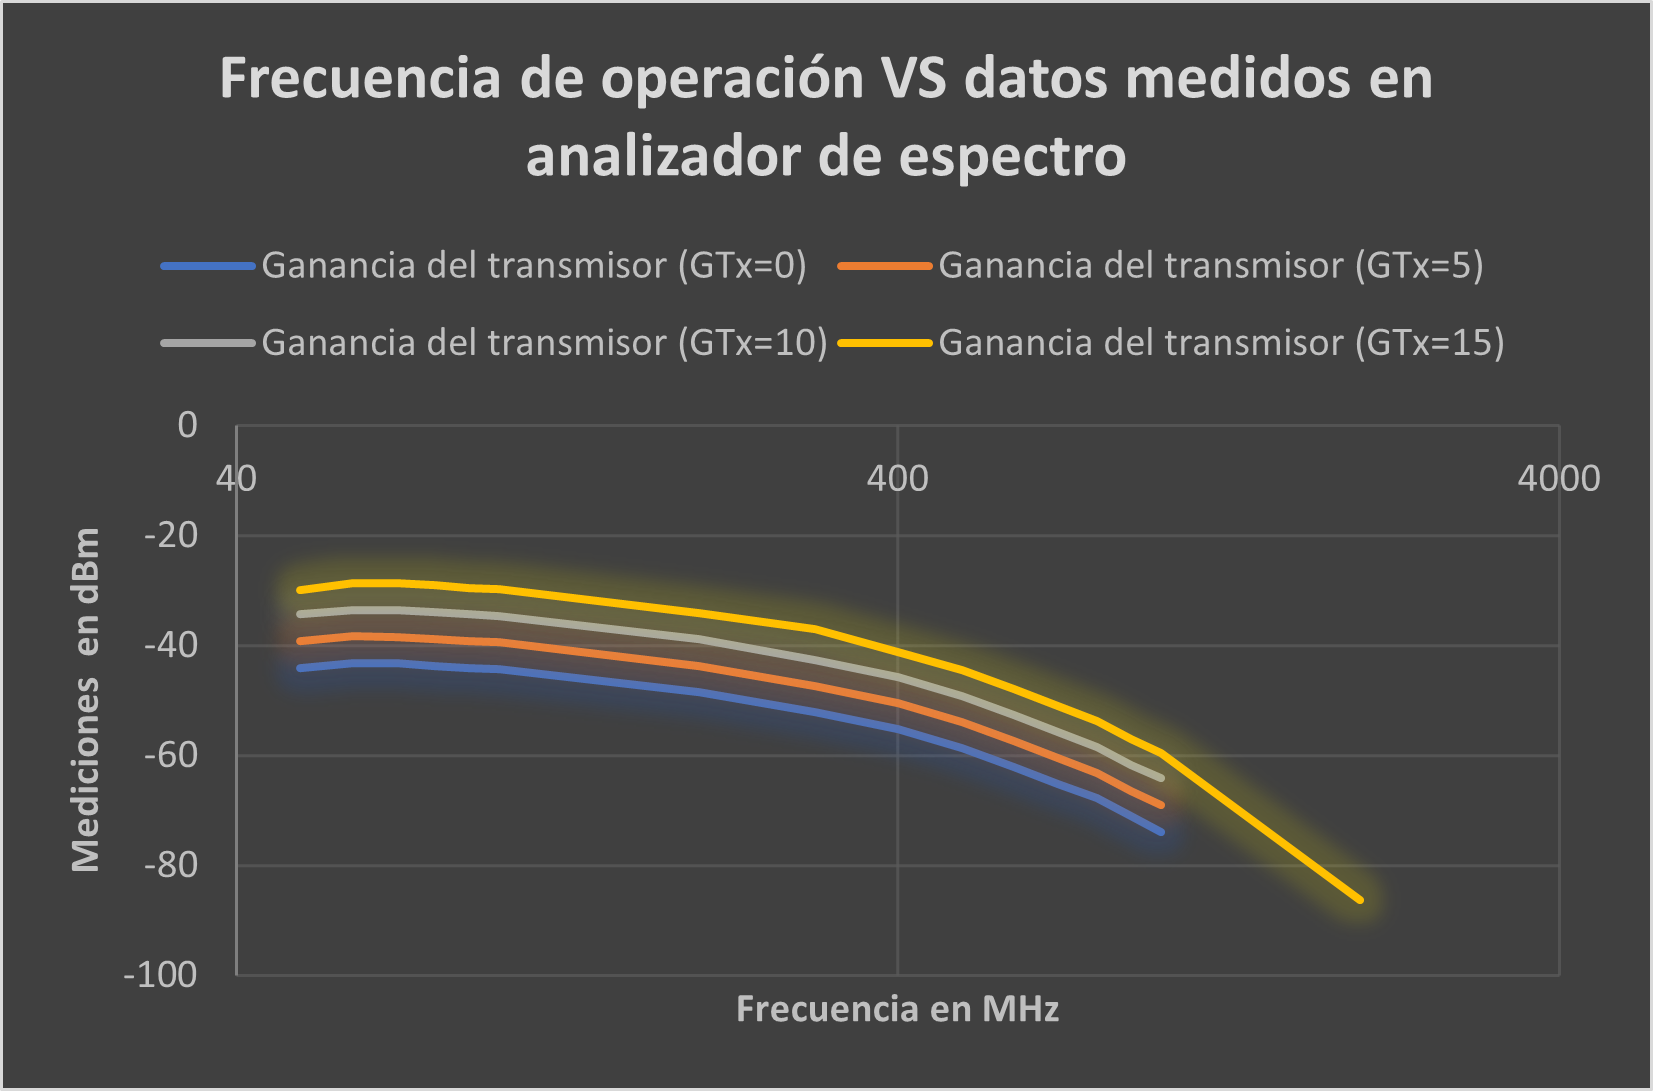 Frecuencia de operación VS datos medidos en
analizador de espectro
Ganancia del transmisor (GTx=0) Ganancia del transmisor (GTx=5)
Ganancia del transmisor (GTx=10) Ganancia del transmisor (GTx=15)
0
40 400 4000
-20
-40
-60
-80
-100
Mediciones en dBm
Frecuencia en MHz